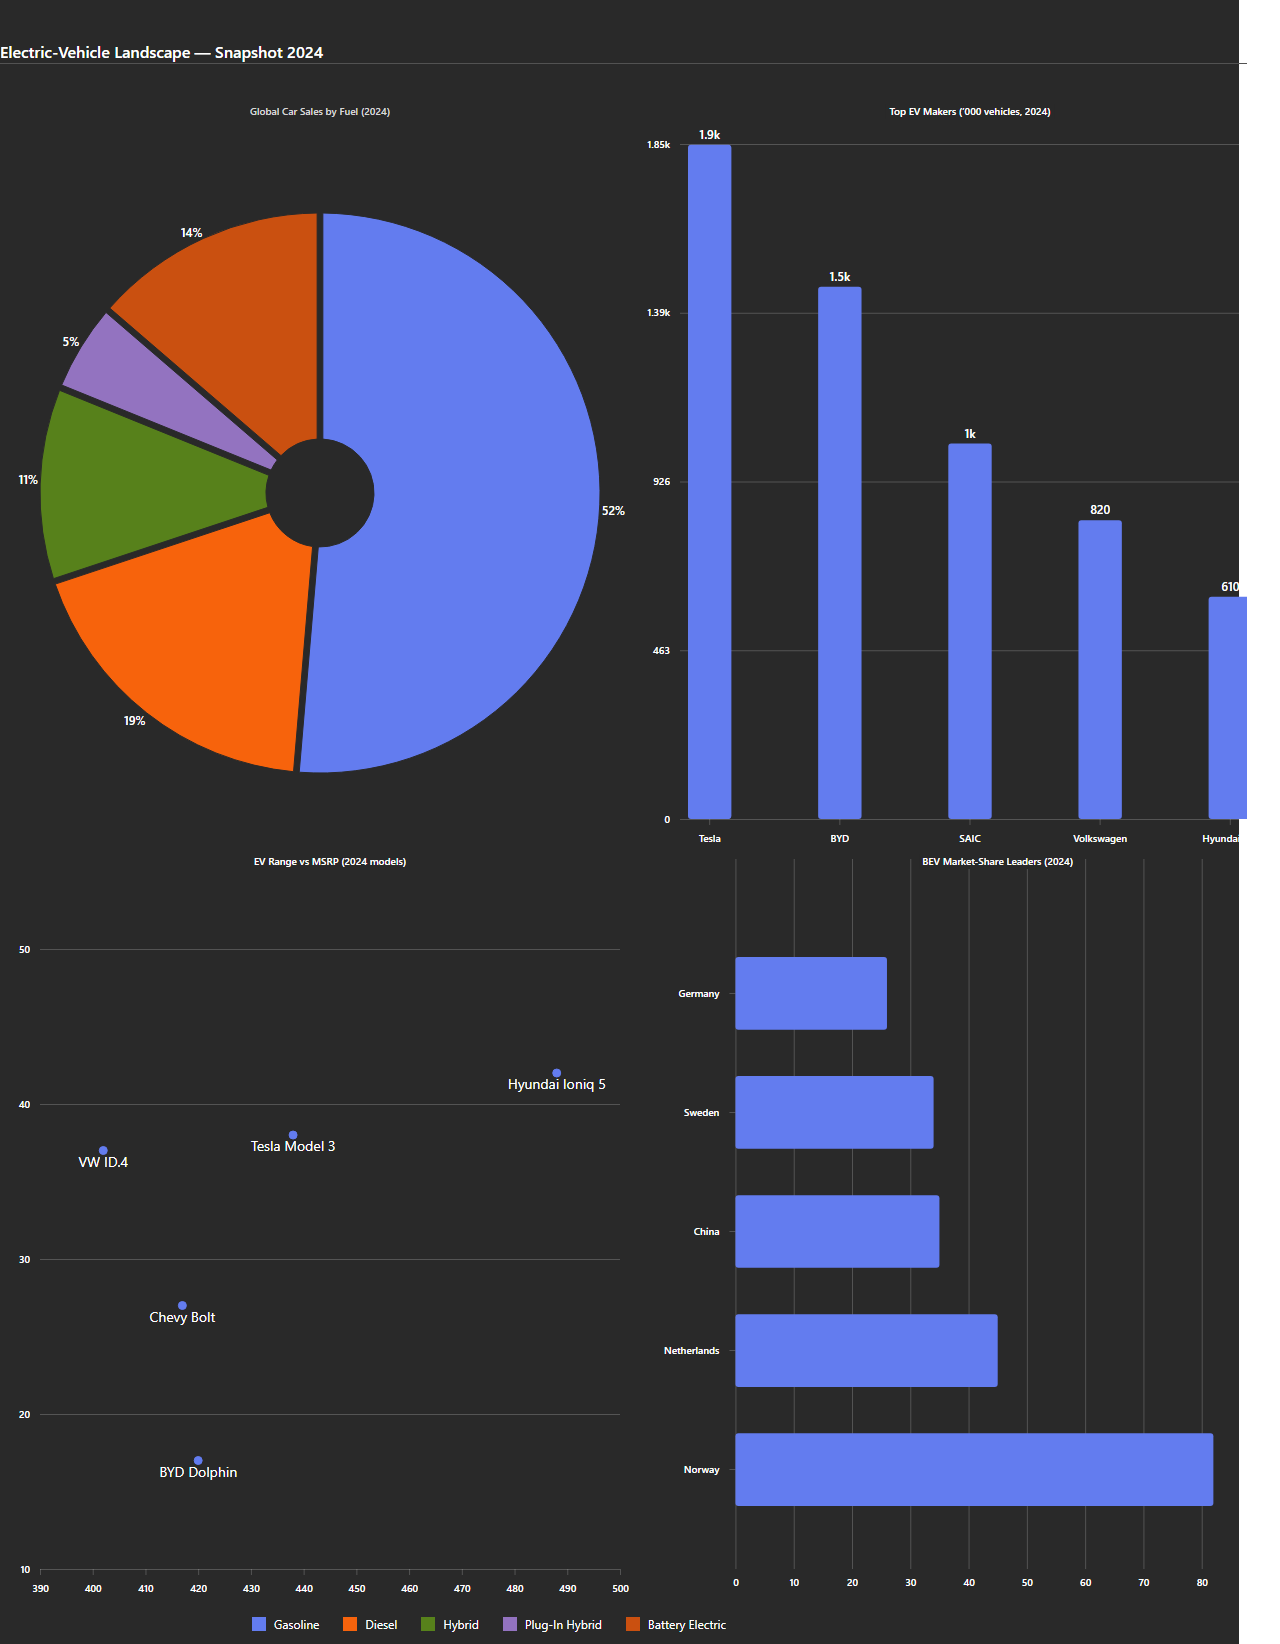 Electric-Vehicle Landscape — Snapshot 2024
Global Car Sales by Fuel (2024)
14%
5%
11%
52%
19%
Top EV Makers ('000 vehicles, 2024)
1.9k
1.85k
1.5k
1.39k
1k
926
820
610
463
0
Tesla
BYD
SAIC
Volkswagen
Hyundai
EV Range vs MSRP (2024 models)
50
Hyundai Ioniq 5
40
Tesla Model 3
VW ID.4
30
Chevy Bolt
20
BYD Dolphin
10
390
400
410
420
430
440
450
460
470
480
490
500
BEV Market-Share Leaders (2024)
Germany
Sweden
China
Netherlands
Norway
0
10
20
30
40
50
60
70
80
Gasoline
Diesel
Hybrid
Plug-In Hybrid
Battery Electric